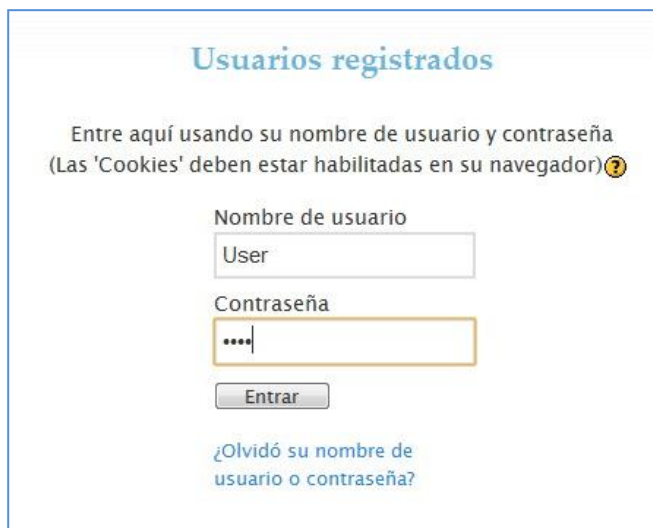 Usuarios registrados
Entre aquí usando su nombre de usuario y contraseña
(Las 'Cookies' deben estar habilitadas en su navegador)?
Nombre de usuario
User
Contraseña
••••
Entrar
¿Olvidó su nombre de
usuario o contraseña?